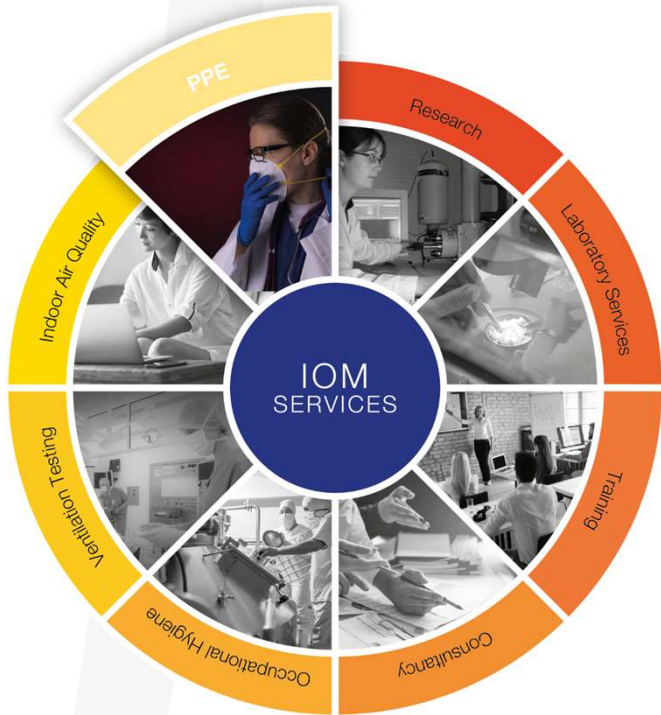 PPE
Research
Laboratory Services
Training
Consultancy
Occupational Hygiene
Ventilation Testing
Indoor Air Quality
IOM
SERVICES